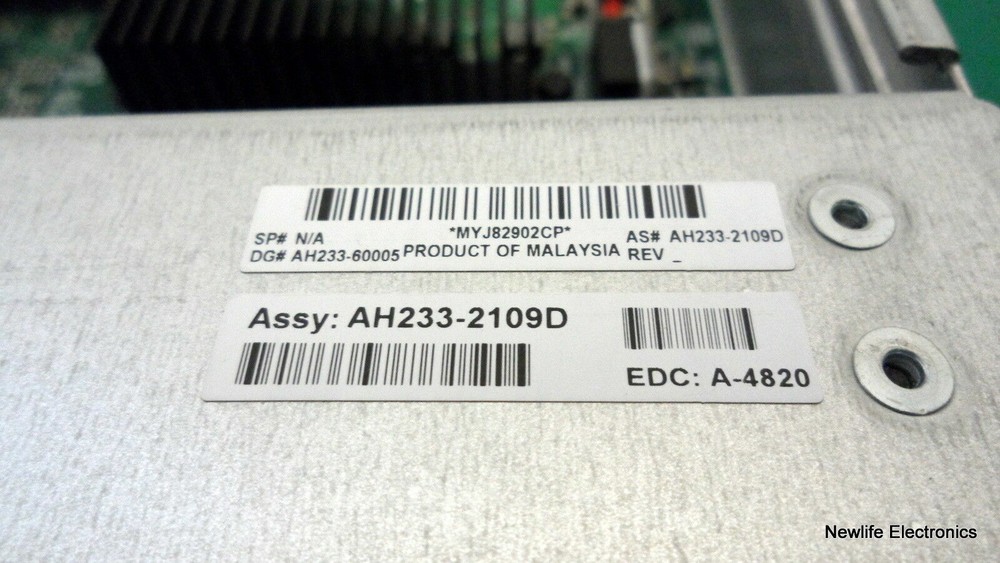 *MYJ82902CP*
SP# N/A
AS# AH233-2109D
DG# AH233-60005 PRODUCT OF MALAYSIA REV _
Assy: AH233-2109D
EDC: A-4820
Newlife Electronics